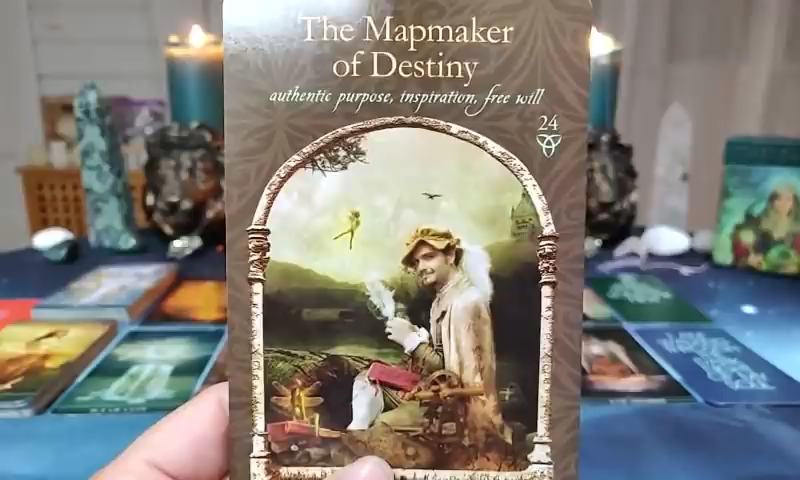 The Mapmaker
of Destiny
authentic purpose, inspiration, free will
24